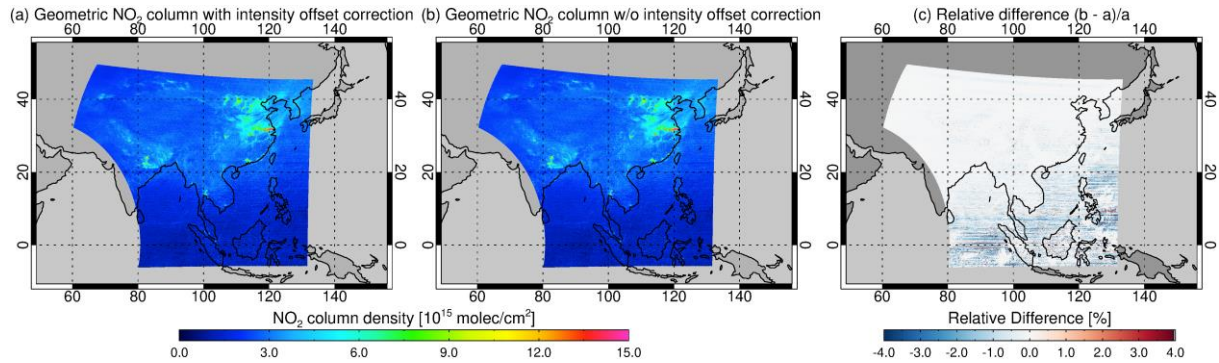 (a) Geometric NO₂ column with intensity offset correction
60 80 100 120 140
40
20
0
40
20
0
60 80 100 120 140
(b) Geometric NO₂ column w/o intensity offset correction
60 80 100 120 140
40
20
0
40
20
0
60 80 100 120 140
(c) Relative difference (b - a)/a
60 80 100 120 140
40
20
0
40
20
0
60 80 100 120 140
NO₂ column density [10¹⁵ molec/cm²]
0.0 3.0 6.0 9.0 12.0 15.0
Relative Difference [%]
-4.0 -3.0 -2.0 -1.0 0.0 1.0 2.0 3.0 4.0